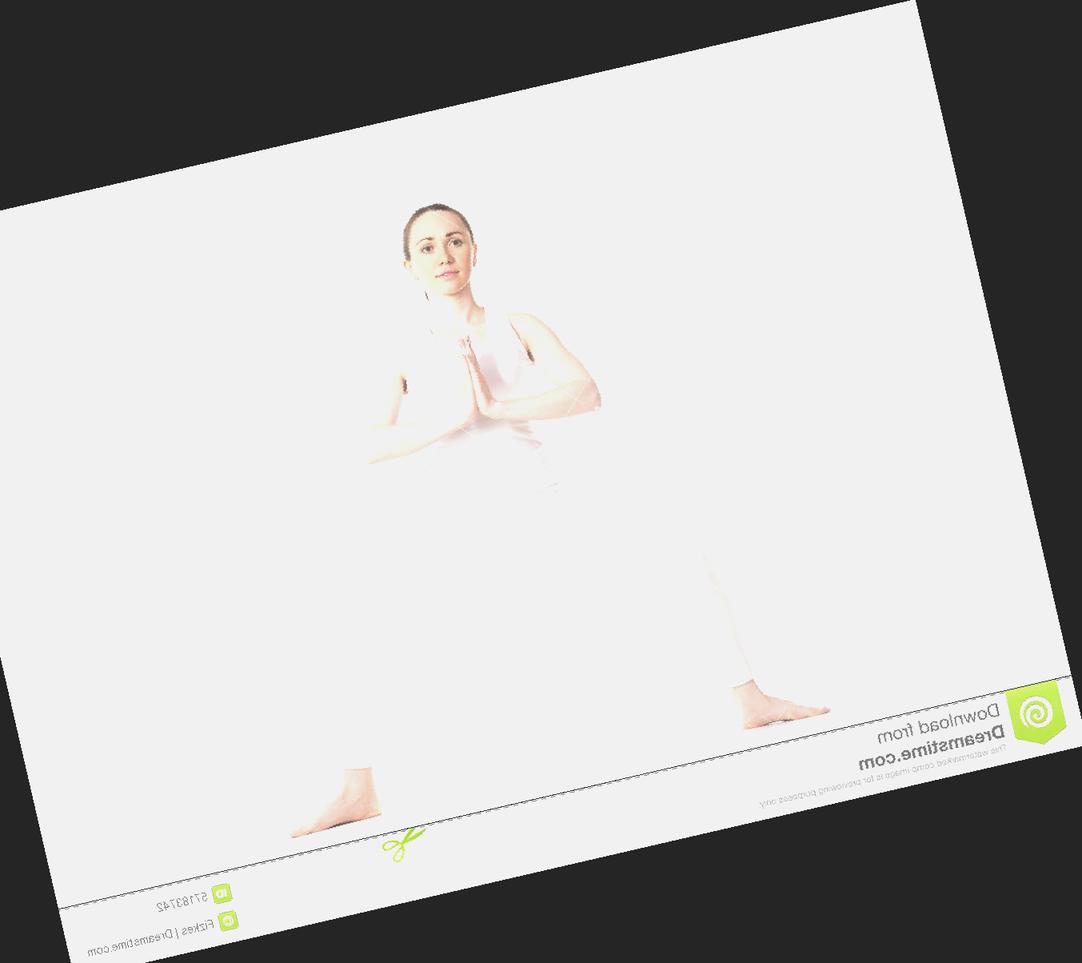 Download from
Dreamstime.com
This watermarked comp image is for previewing purposes only.
ID
57183742
Fizkes | Dreamstime.com